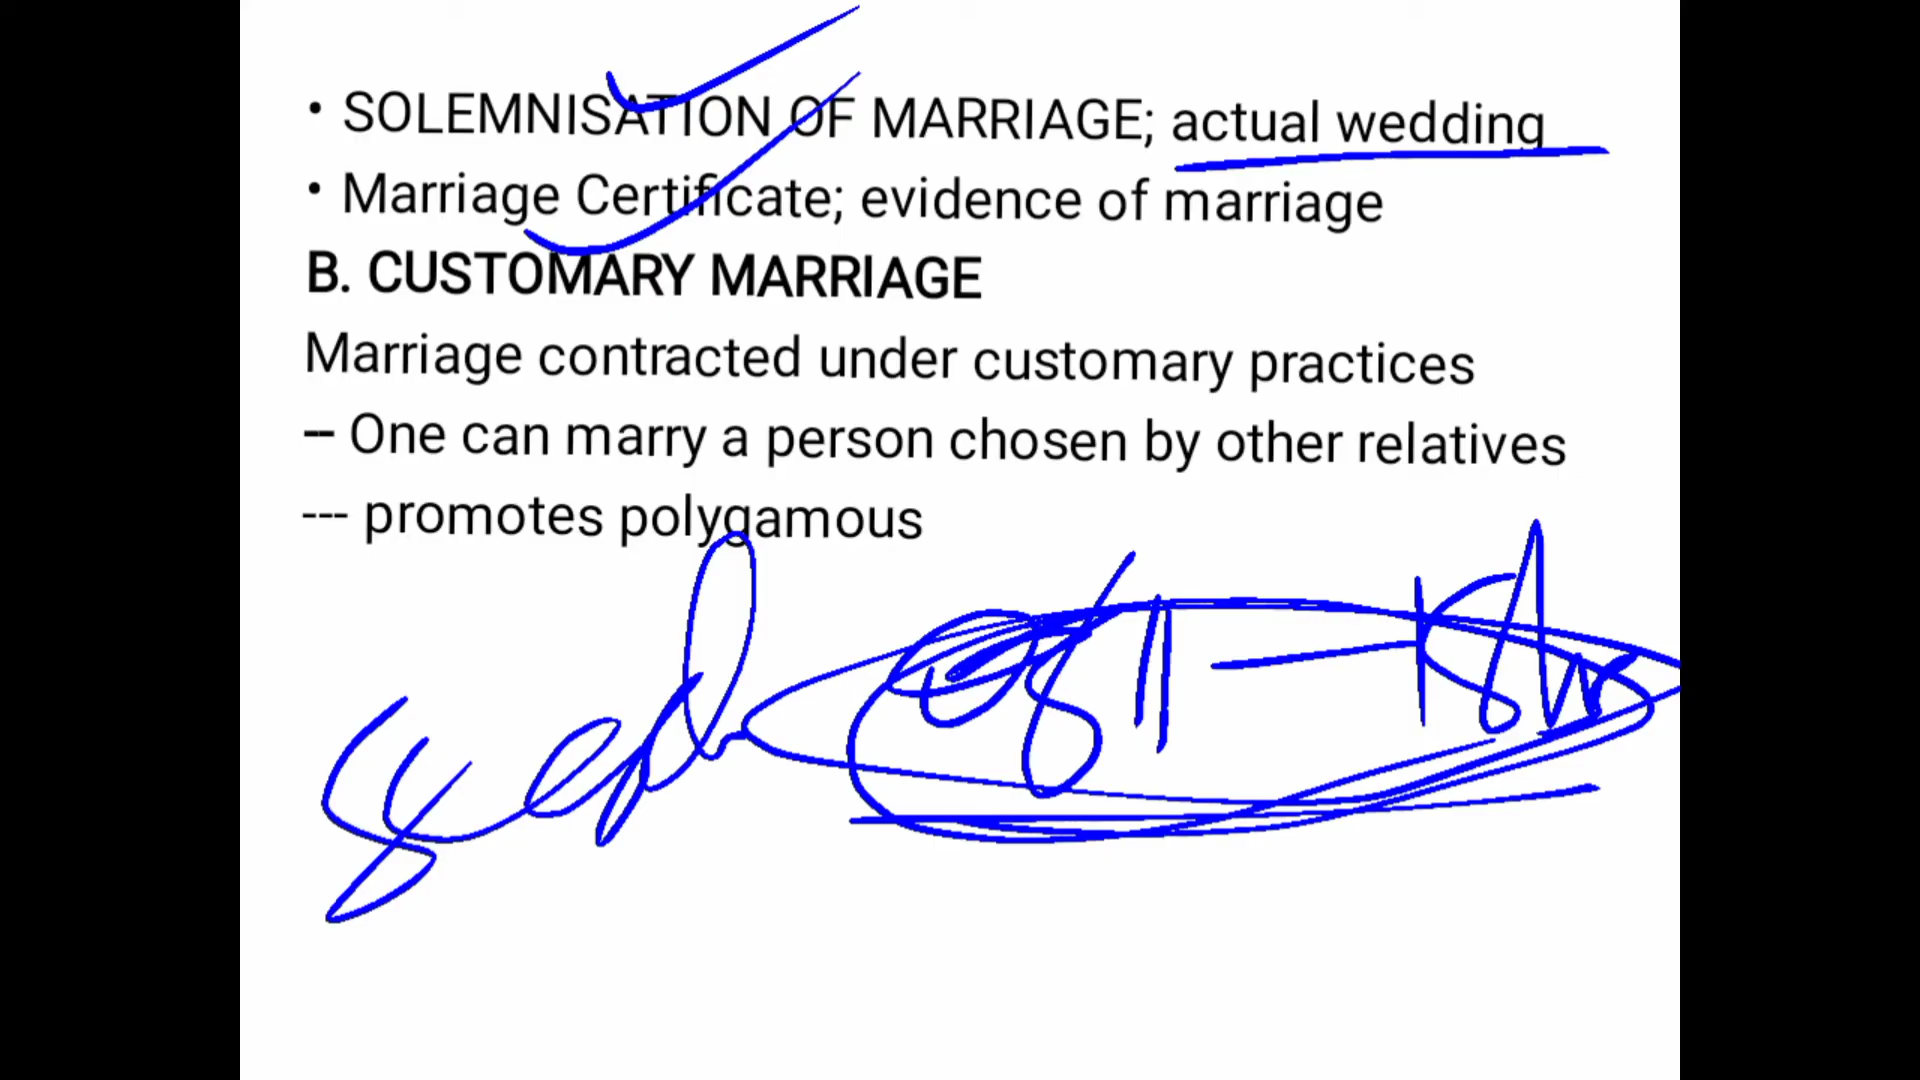 • SOLEMNISATION OF MARRIAGE; actual wedding
• Marriage Certificate; evidence of marriage
B. CUSTOMARY MARRIAGE
Marriage contracted under customary practices
-- One can marry a person chosen by other relatives
--- promotes polygamous